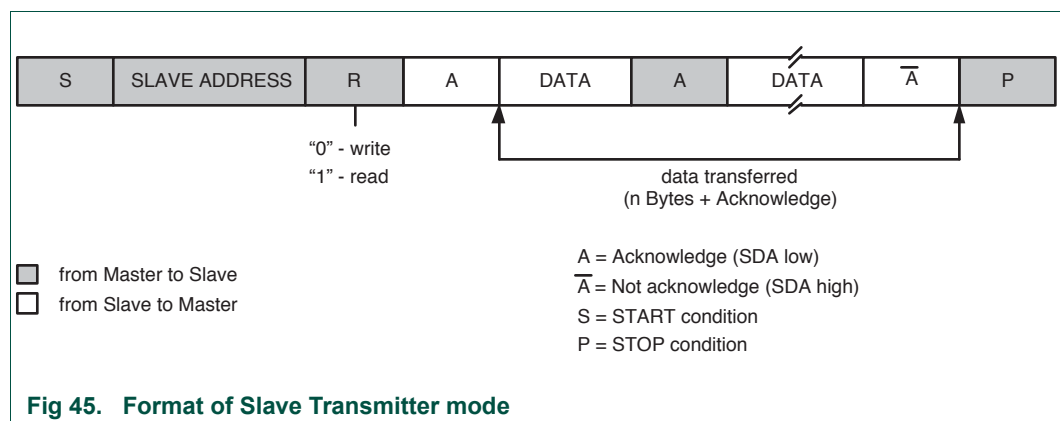 S SLAVE ADDRESS R A DATA A DATA A̅ P
“0” - write
“1” - read
data transferred
(n Bytes + Acknowledge)
from Master to Slave
from Slave to Master
A = Acknowledge (SDA low)
A̅ = Not acknowledge (SDA high)
S = START condition
P = STOP condition
Fig 45. Format of Slave Transmitter mode